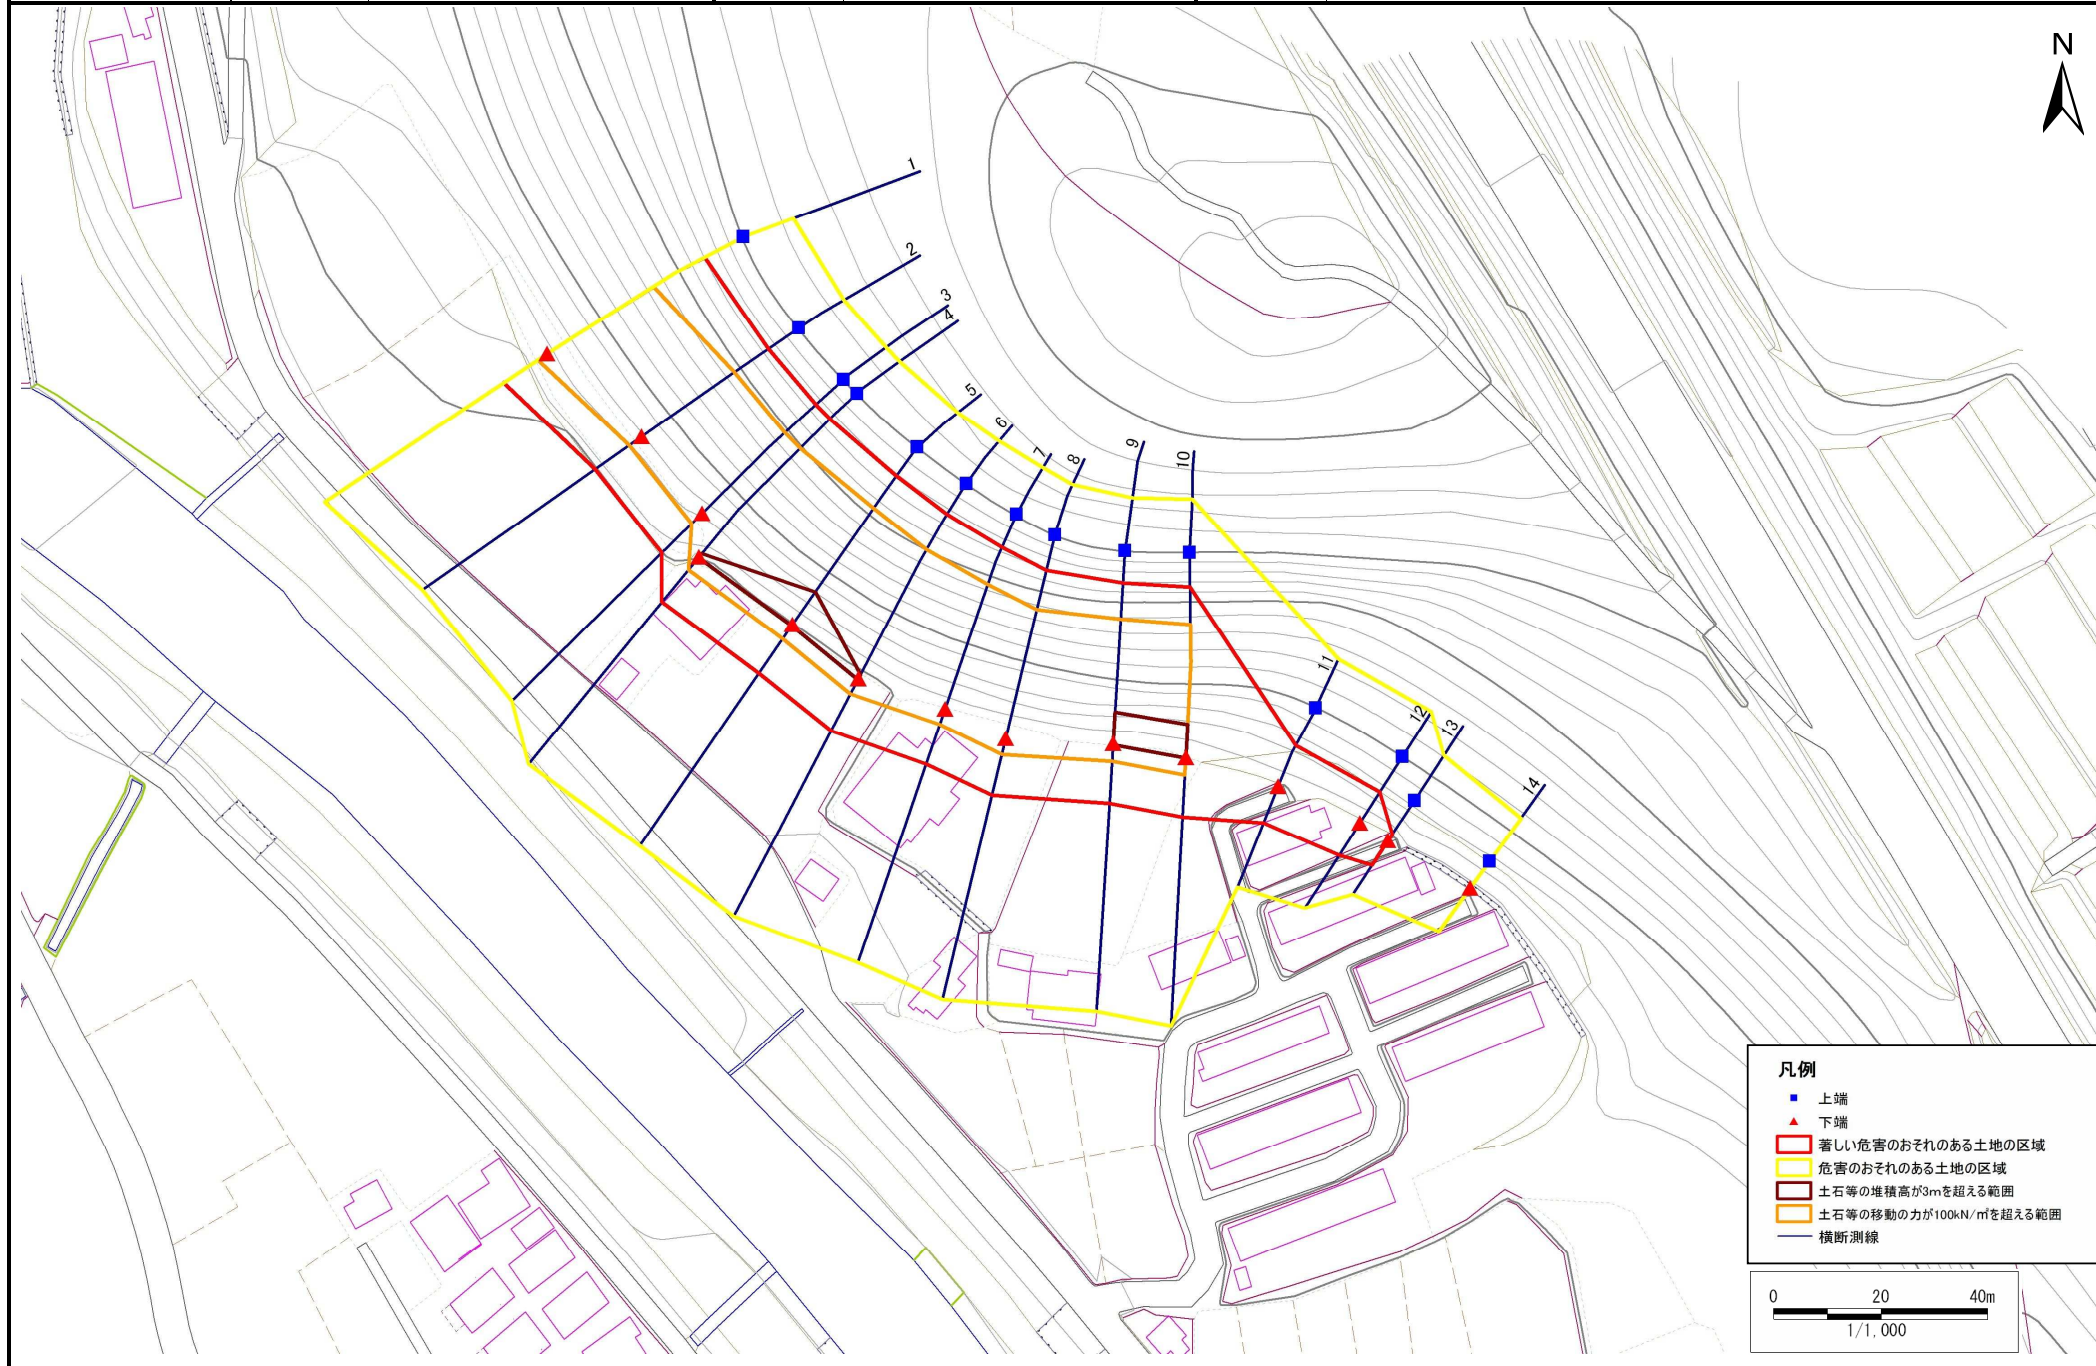 N
1
2
3
4
5
6
7
8
9
10
11
12
13
14
凡例
上端
下端
著しい危害のおそれのある土地の区域
危害のおそれのある土地の区域
土石等の堆積高が3mを超える範囲
土石等の移動の力が100kN/㎡を超える範囲
横断測線
0 20 40m
1/1,000